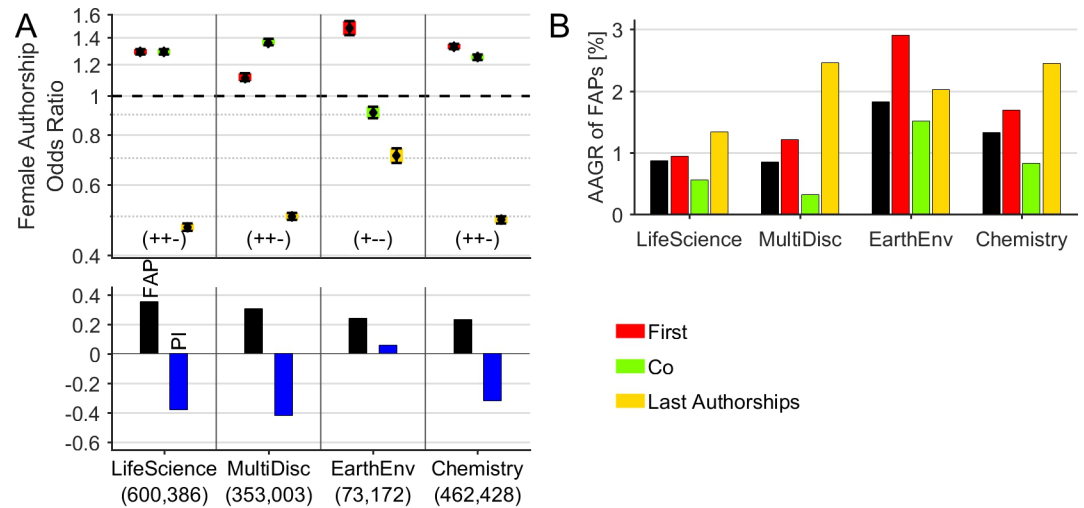 A
Female Authorship
Odds Ratio
1.6
1.4
1.2
1
0.8
0.6
0.4
(++-)
(++-)
(+--)
(++-)
FAP
PI
0.4
0.2
0
-0.2
-0.4
-0.6
LifeScience
MultiDisc
EarthEnv
Chemistry
(600,386)
(353,003)
(73,172)
(462,428)
B
AAGR of FAPs [%]
3
2
1
0
LifeScience
MultiDisc
EarthEnv
Chemistry
First
Co
Last Authorships